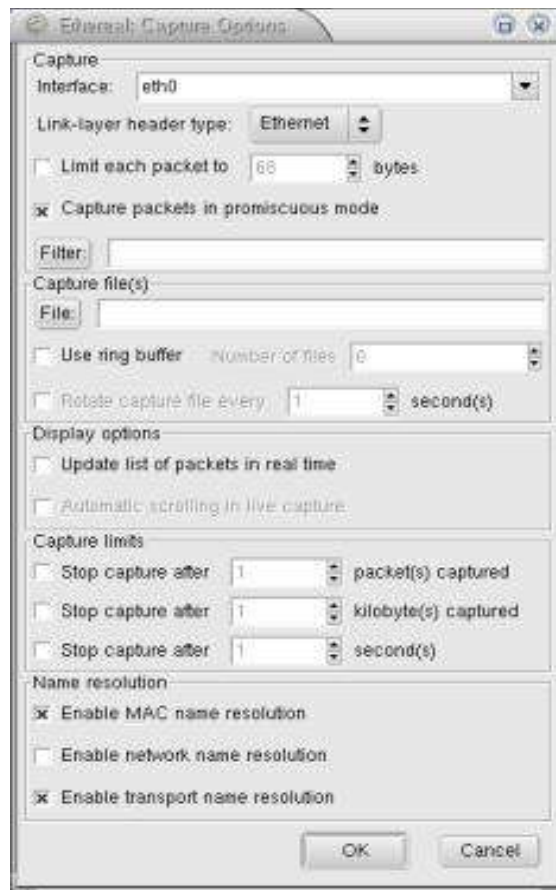 Ethereal: Capture Options
Capture
Interface: eth0
Link-layer header type: Ethernet
Limit each packet to 68 bytes
Capture packets in promiscuous mode
Filter:
Capture file(s)
File:
Use ring buffer Number of files 0
Rotate capture file every 1 second(s)
Display options
Update list of packets in real time
Automatic scrolling in live capture
Capture limits
Stop capture after 1 packet(s) captured
Stop capture after 1 kilobyte(s) captured
Stop capture after 1 second(s)
Name resolution
Enable MAC name resolution
Enable network name resolution
Enable transport name resolution
OK Cancel